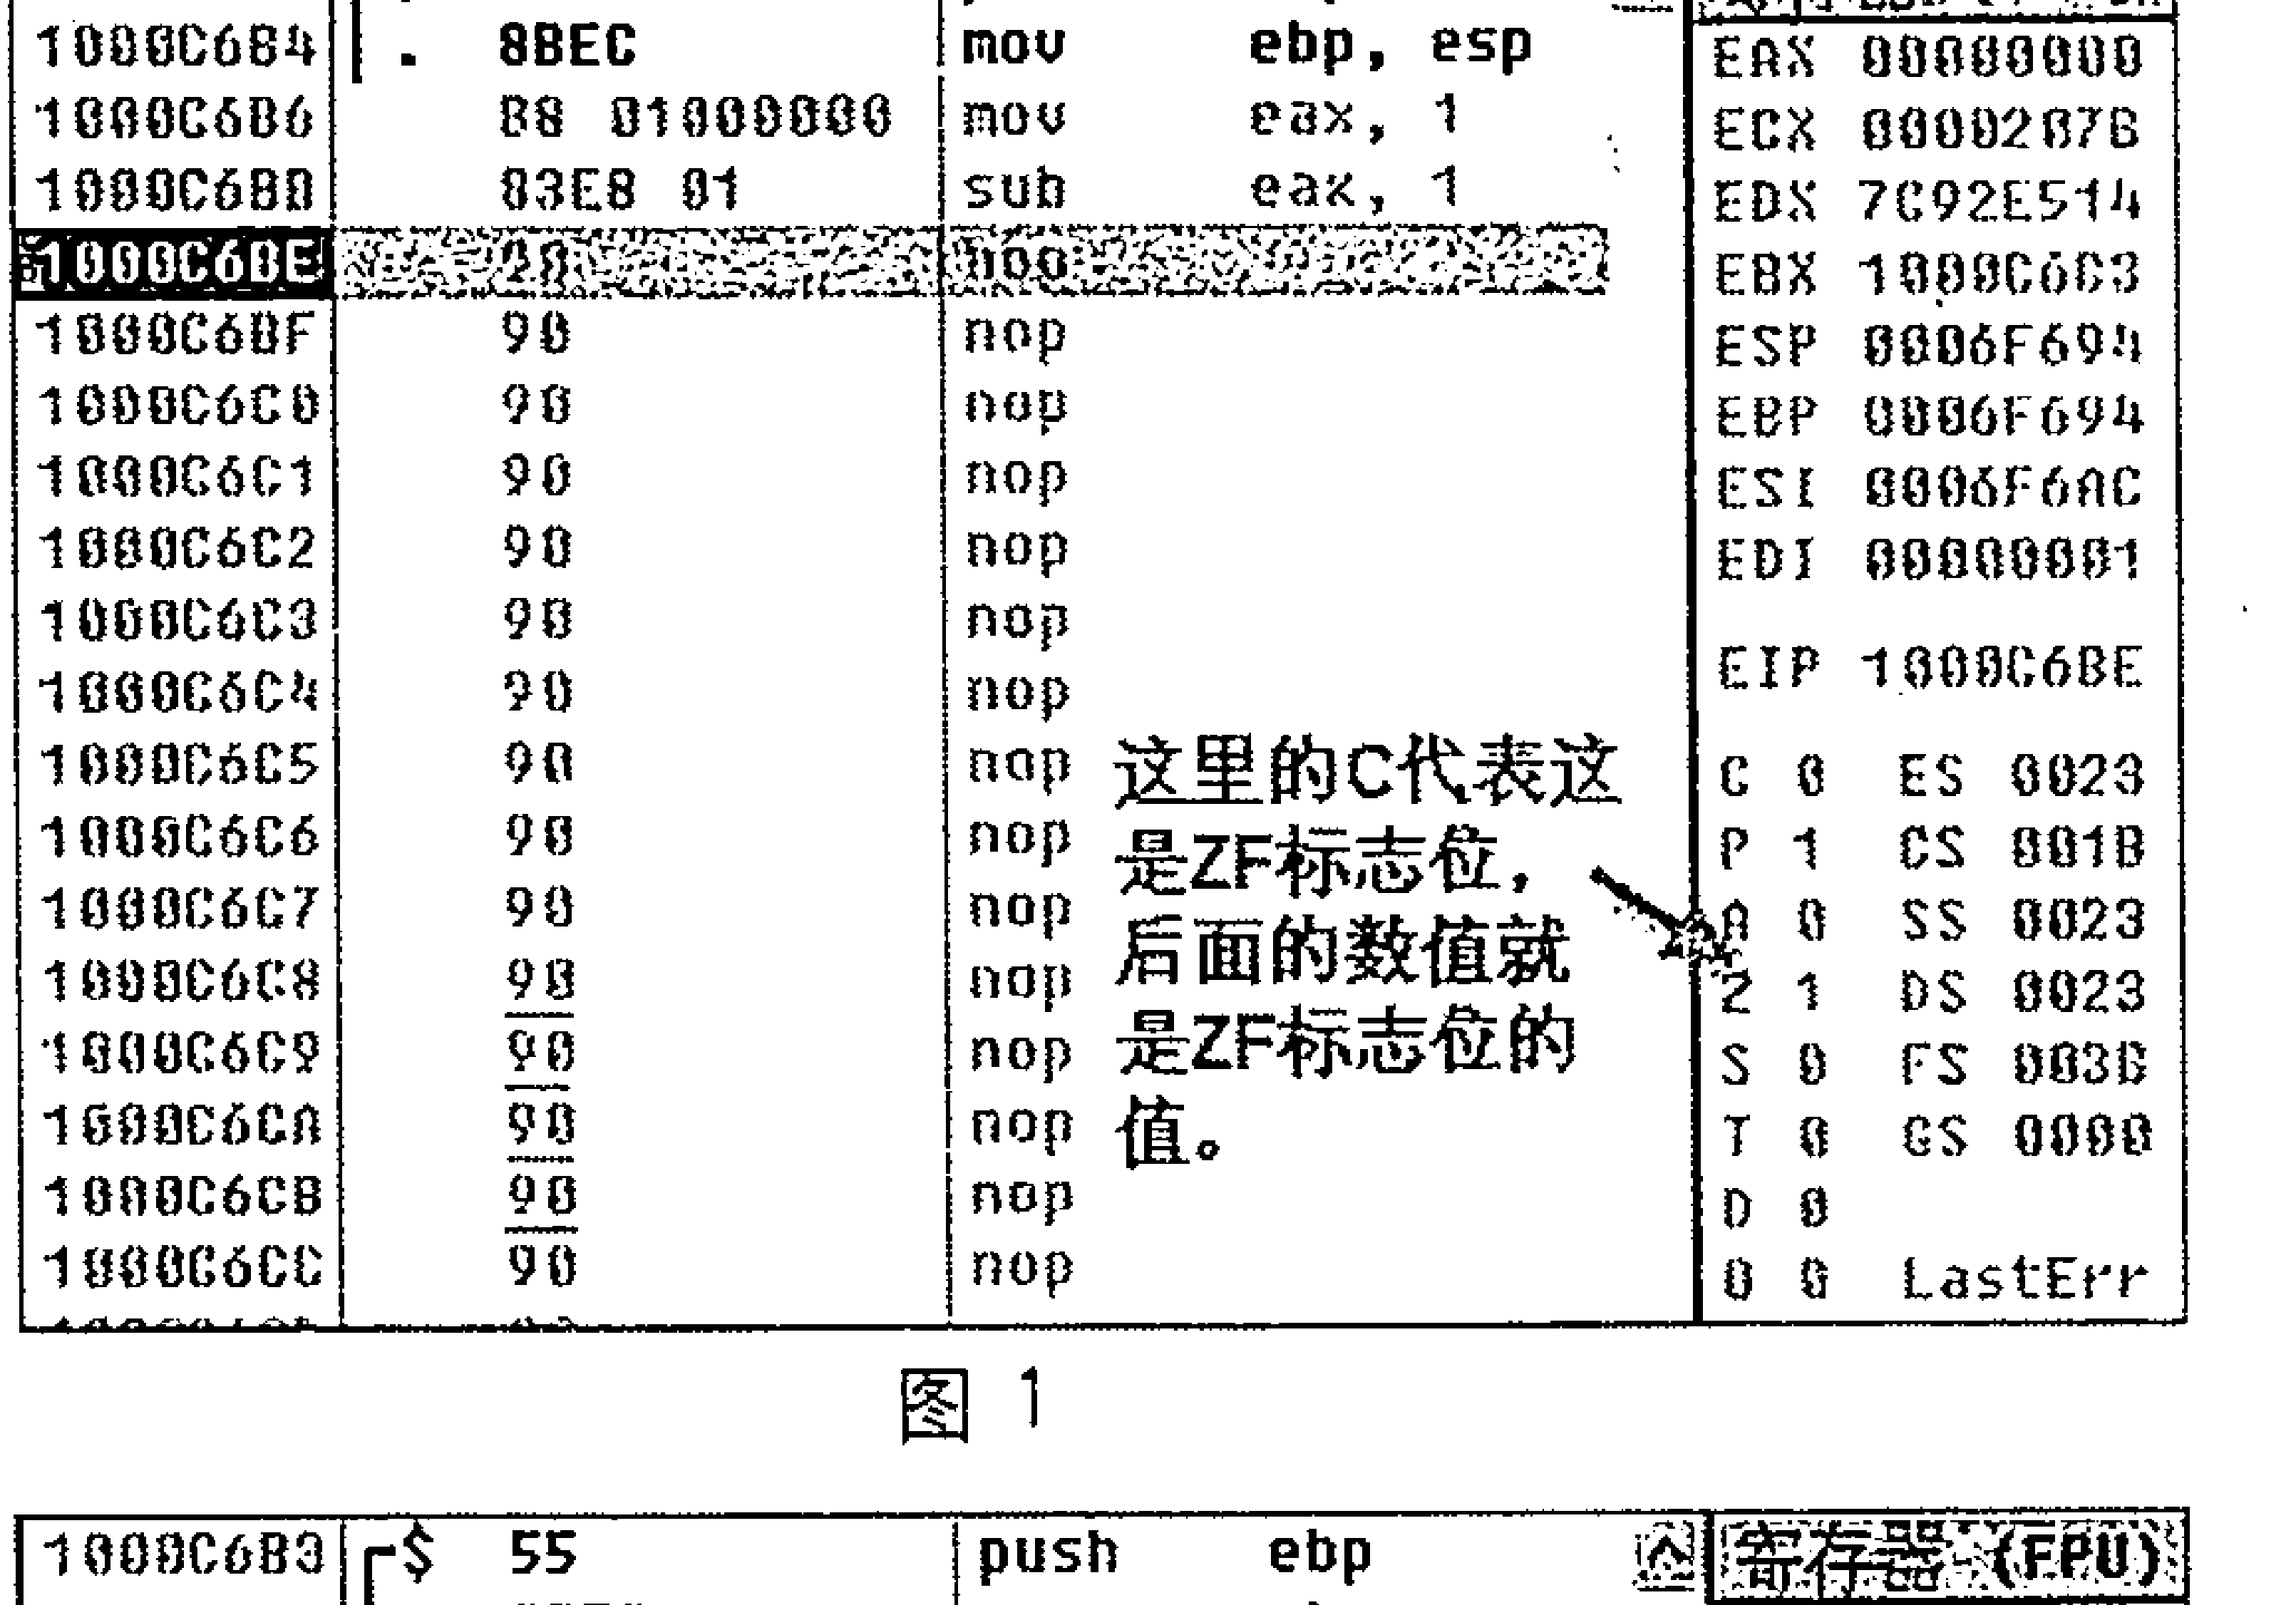 1000C6B4 . 8BEC mov ebp, esp
1000C6B6 B8 01000000 mov eax, 1
1000C6BB 83E8 01 sub eax, 1
1000C6BE 90 nop
1000C6BF 90 nop
1000C6C0 90 nop
1000C6C1 90 nop
1000C6C2 90 nop
1000C6C3 90 nop
1000C6C4 90 nop
1000C6C5 90 nop
1000C6C6 90 nop
1000C6C7 90 nop
1000C6C8 90 nop
1000C6C9 90 nop
1000C6CA 90 nop
1000C6CB 90 nop
1000C6CC 90 nop
这里的C代表这
是ZF标志位，
后面的数值就
是ZF标志位的
值。
EAX 00000000
ECX 0000207B
EDX 7C92E514
EBX 1000C6C3
ESP 0006F694
EBP 0006F694
ESI 0006F6AC
EDI 00000001
EIP 1000C6BE
C 0 ES 0023
P 1 CS 001B
A 0 SS 0023
Z 1 DS 0023
S 0 FS 003B
T 0 GS 0000
D 0
O 0 LastErr
图 1
1000C6B3 $ 55 push ebp
寄存器 (FPU)